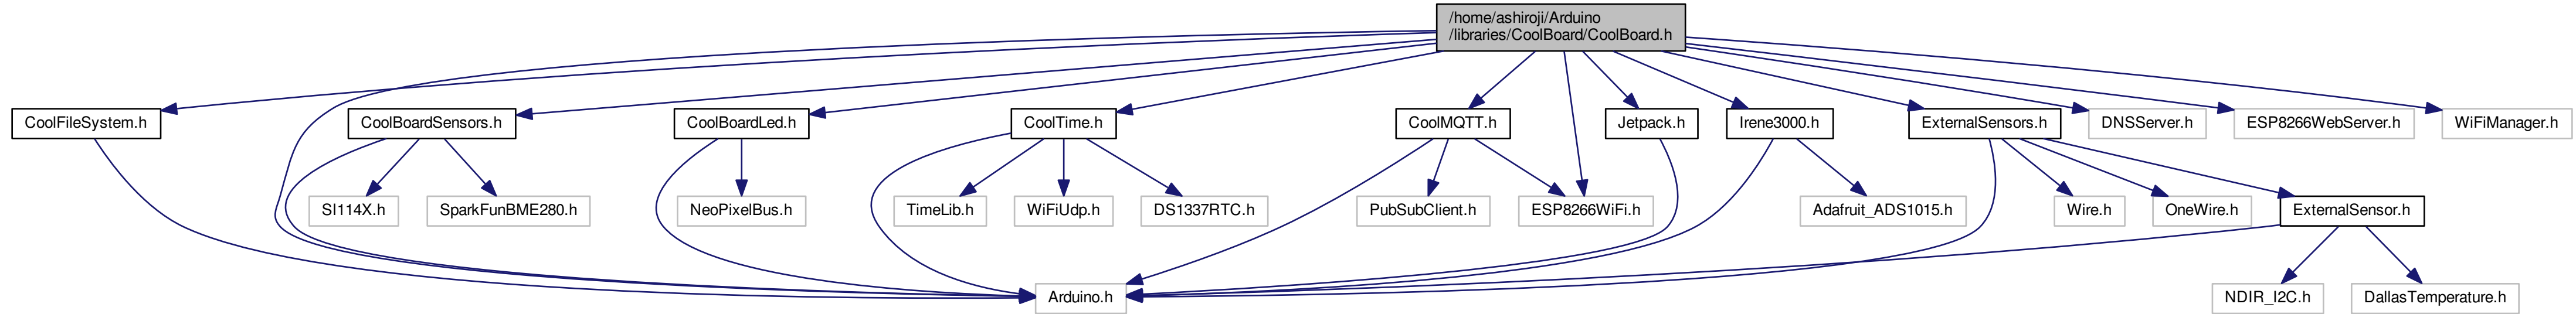 /home/ashiroji/Arduino
/libraries/CoolBoard/CoolBoard.h
CoolFileSystem.h
CoolBoardSensors.h
CoolBoardLed.h
CoolTime.h
CoolMQTT.h
Jetpack.h
Irene3000.h
ExternalSensors.h
DNSServer.h
ESP8266WebServer.h
WiFiManager.h
SI114X.h
SparkFunBME280.h
NeoPixelBus.h
TimeLib.h
WiFiUdp.h
DS1337RTC.h
PubSubClient.h
ESP8266WiFi.h
Adafruit_ADS1015.h
Wire.h
OneWire.h
ExternalSensor.h
Arduino.h
NDIR_I2C.h
DallasTemperature.h